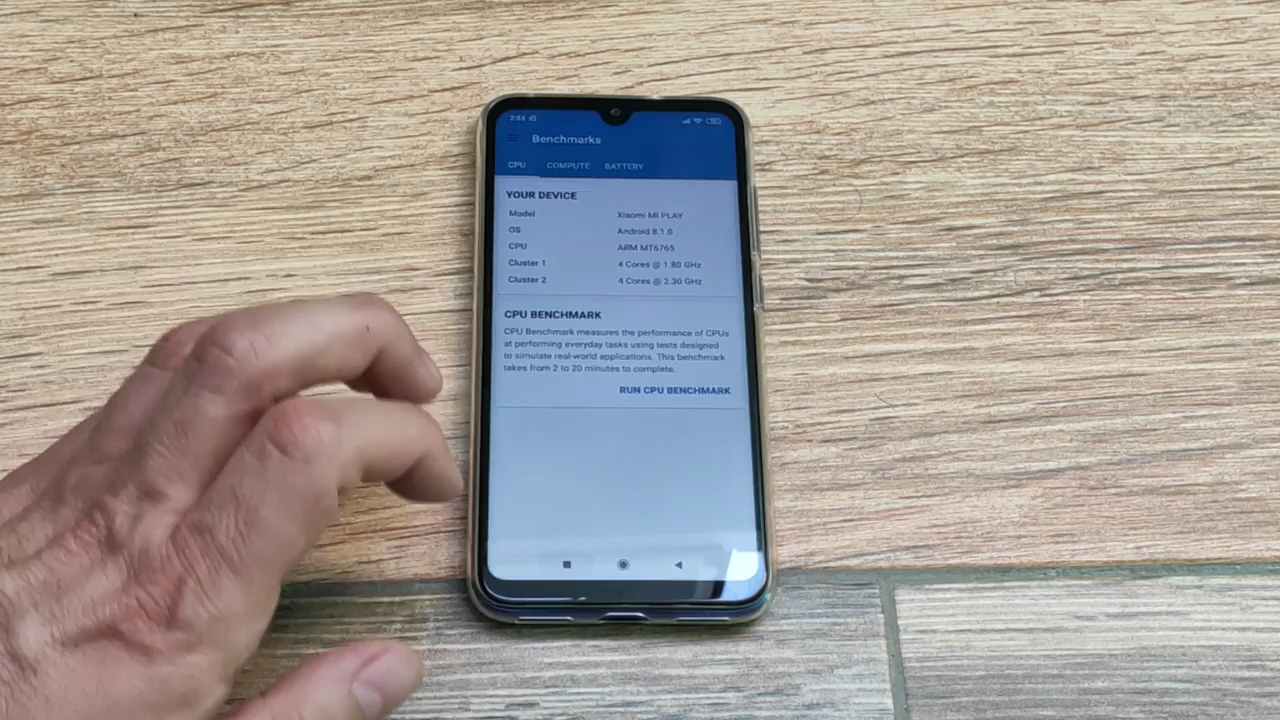 2:55
Benchmarks
CPU COMPUTE BATTERY
YOUR DEVICE
Model Xiaomi MI PLAY
OS Android 8.1.0
CPU ARM MT6765
Cluster 1 4 Cores @ 1.80 GHz
Cluster 2 4 Cores @ 2.30 GHz
CPU BENCHMARK
CPU Benchmark measures the performance of CPUs
at performing everyday tasks using tests designed
to simulate real-world applications. This benchmark
takes from 2 to 20 minutes to complete.
RUN CPU BENCHMARK